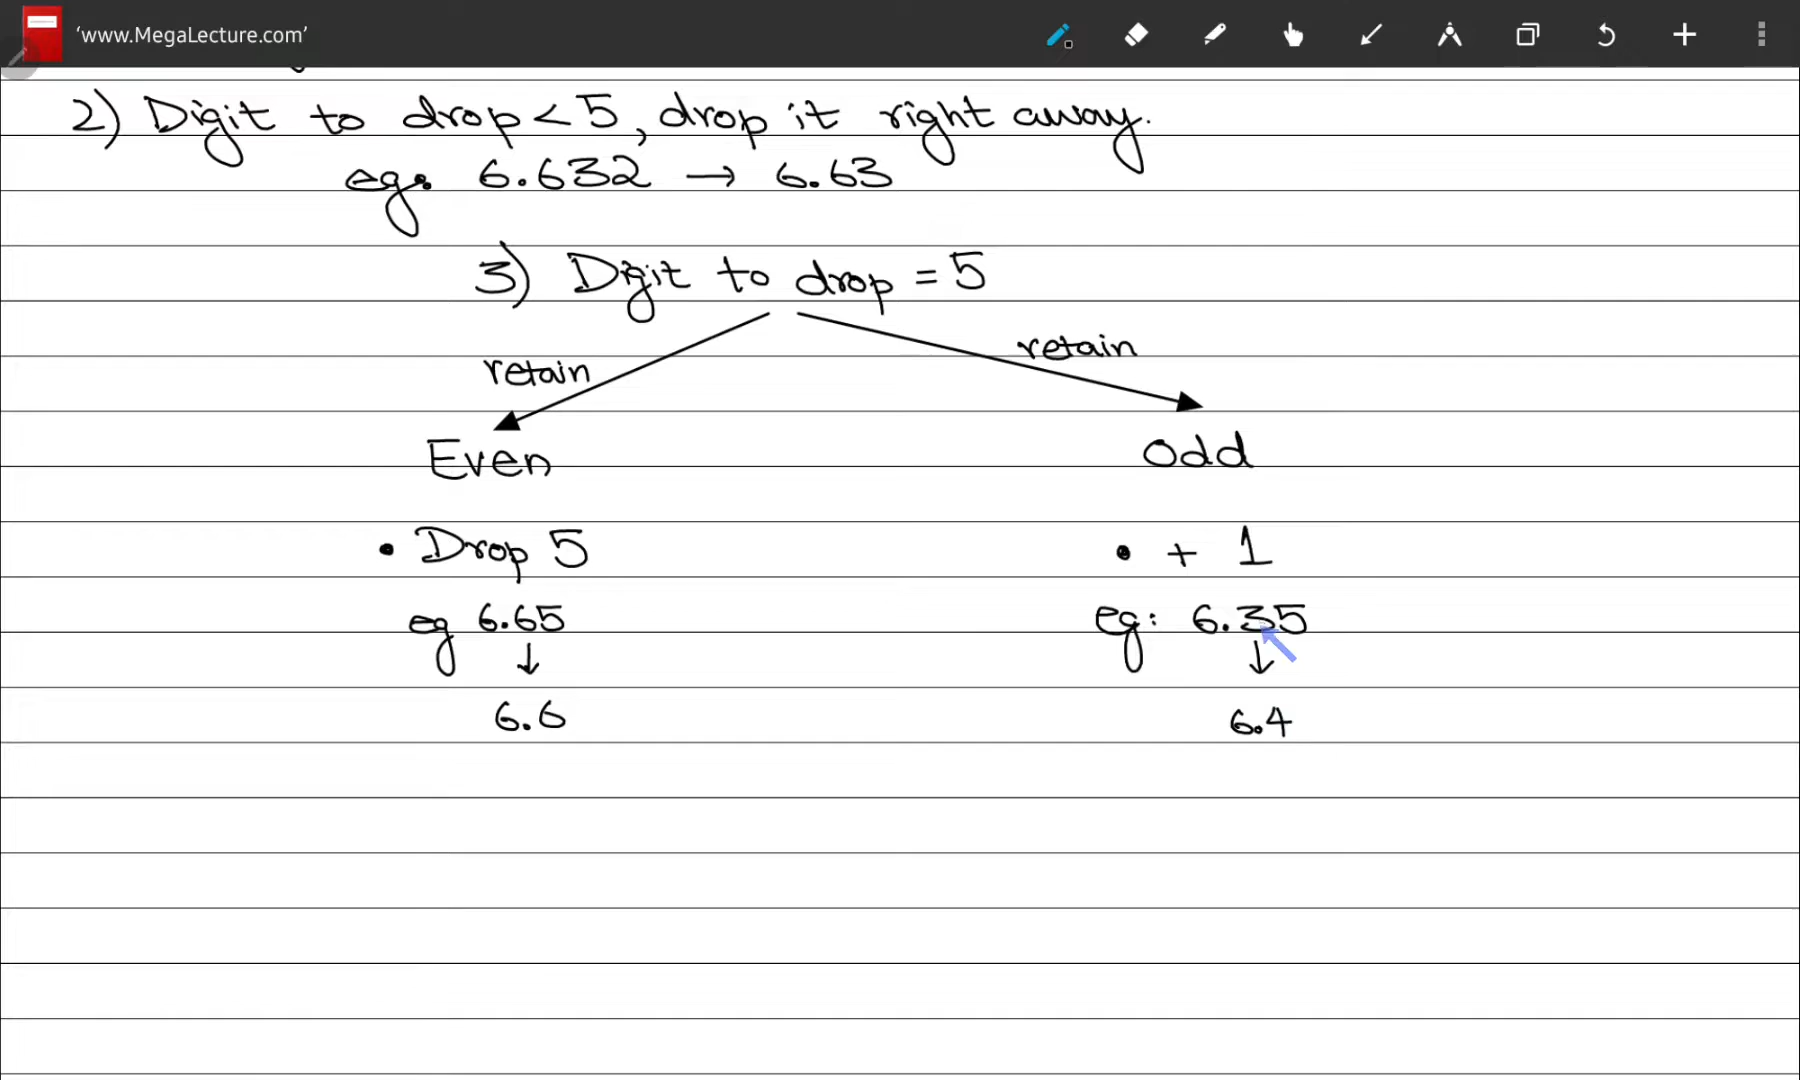 ‘www.MegaLecture.com’
2) Digit to drop < 5, drop it right away.
eg. 6.632 → 6.63
3) Digit to drop = 5
retain
retain
Even
Odd
• Drop 5
• + 1
eg 6.65
eg: 6.35
↓
↓
6.6
6.4